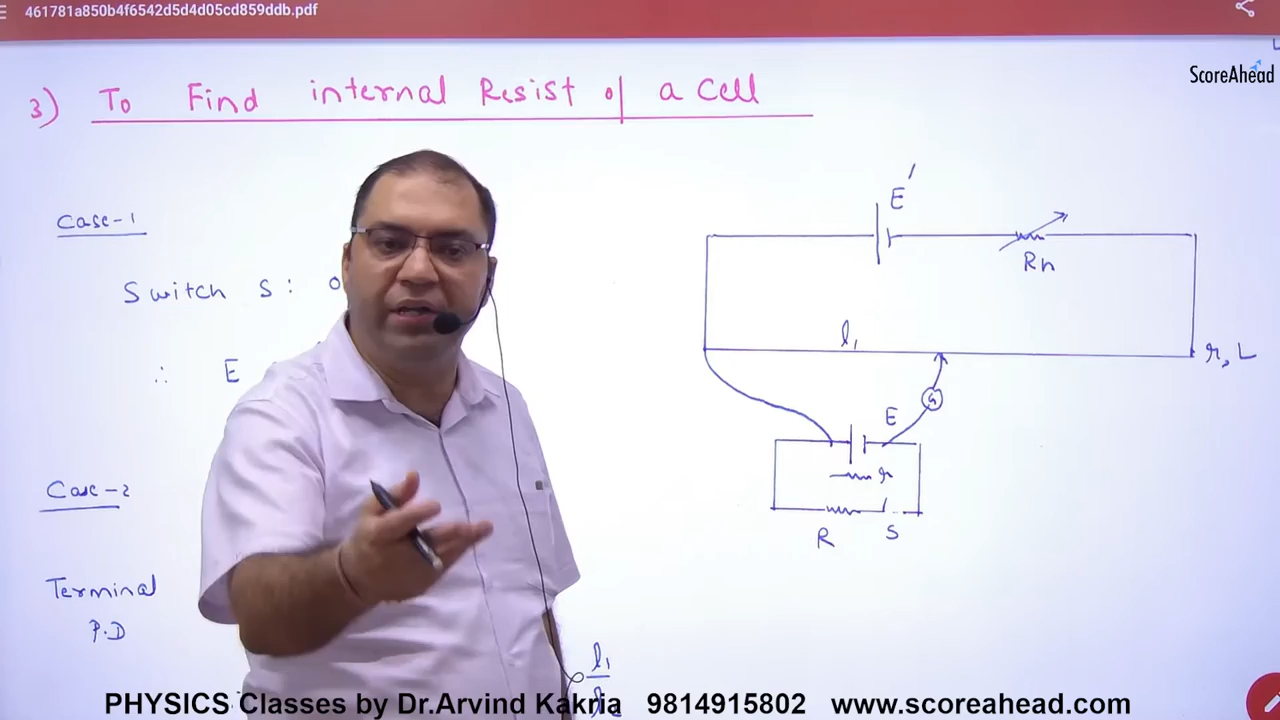 461781a850b4f6542d5d4d05cd859ddb.pdf
ScoreAhead
3) To Find internal Resist of a Cell
Case-1
Switch S:
∴ E
Case-2
Terminal
P.D
l₁
E'
Rh
l₁
r, L
G
E
r
R S
PHYSICS Classes by Dr.Arvind Kakria 9814915802 www.scoreahead.com